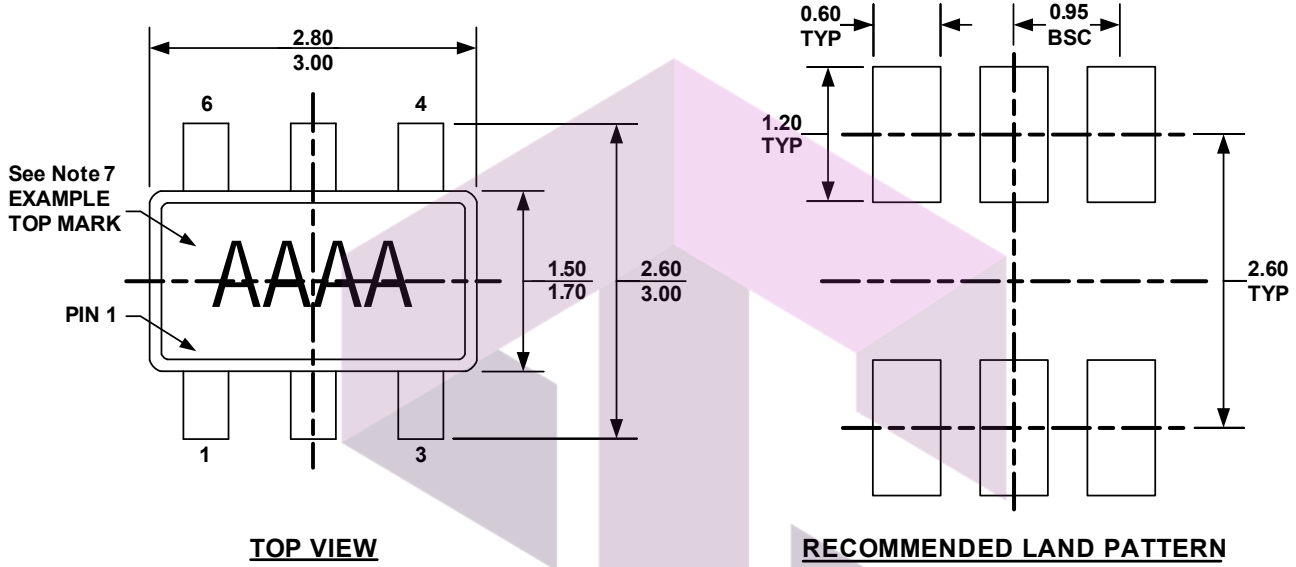 2.80
3.00
6
4
See Note 7
EXAMPLE
TOP MARK
AAAA
1.50
1.70
2.60
3.00
PIN 1
1
3
TOP VIEW
0.60
TYP
0.95
BSC
1.20
TYP
2.60
TYP
RECOMMENDED LAND PATTERN